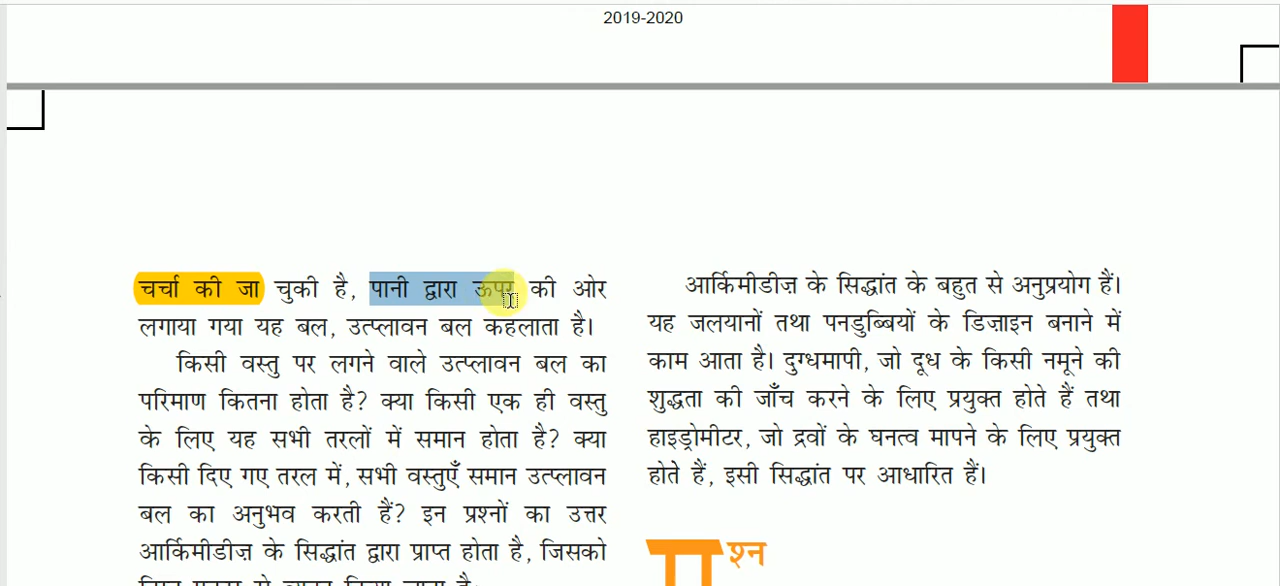 2019-2020
चर्चा की जा चुकी है, पानी द्वारा ऊपर की ओर
लगाया गया यह बल, उत्प्लावन बल कहलाता है।
किसी वस्तु पर लगने वाले उत्प्लावन बल का
परिमाण कितना होता है? क्या किसी एक ही वस्तु
के लिए यह सभी तरलों में समान होता है? क्या
किसी दिए गए तरल में, सभी वस्तुएँ समान उत्प्लावन
बल का अनुभव करती हैं? इन प्रश्नों का उत्तर
आर्किमीडीज़ के सिद्धांत द्वारा प्राप्त होता है, जिसको
आर्किमीडीज़ के सिद्धांत के बहुत से अनुप्रयोग हैं।
यह जलयानों तथा पनडुब्बियों के डिज़ाइन बनाने में
काम आता है। दुग्धमापी, जो दूध के किसी नमूने की
शुद्धता की जाँच करने के लिए प्रयुक्त होते हैं तथा
हाइड्रोमीटर, जो द्रवों के घनत्व मापने के लिए प्रयुक्त
होते हैं, इसी सिद्धांत पर आधारित हैं।
प्रश्न